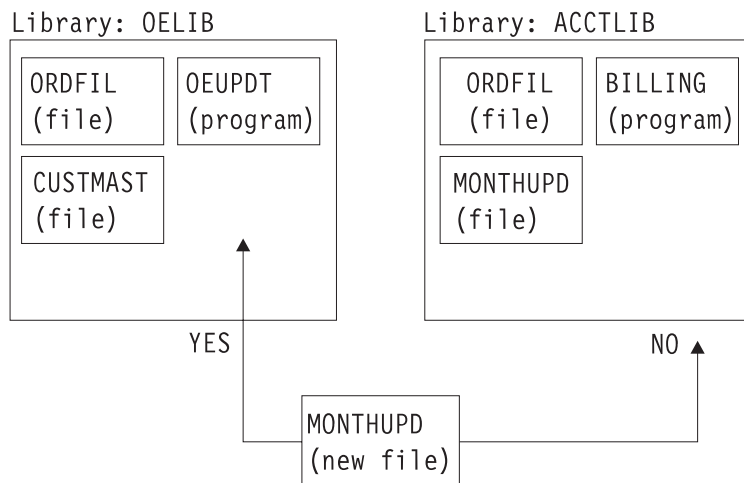 Library: OELIB
ORDFIL
(file)
OEUPDT
(program)
CUSTMAST
(file)
Library: ACCTLIB
ORDFIL
(file)
BILLING
(program)
MONTHUPD
(file)
YES
NO
MONTHUPD
(new file)